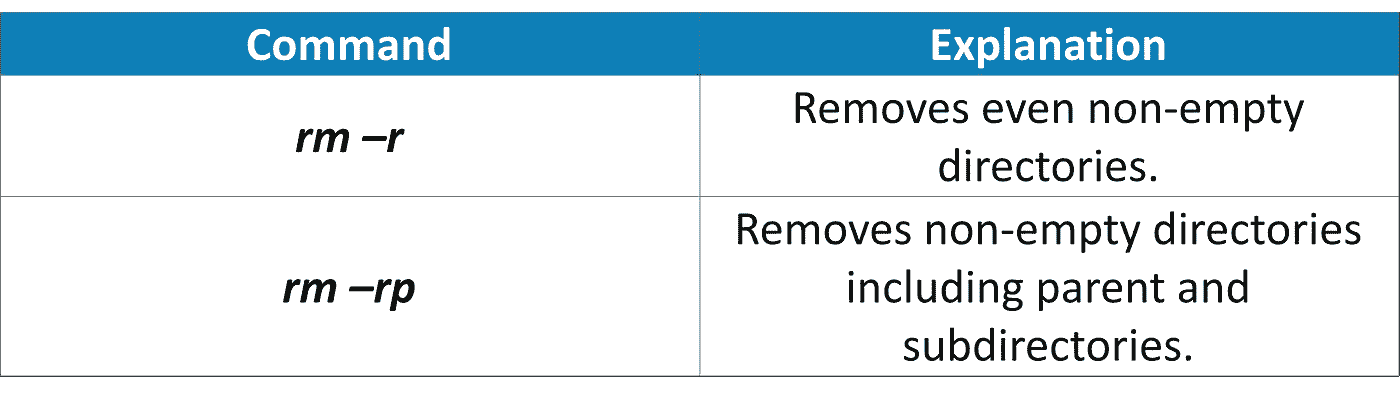 Command
Explanation
rm –r
Removes even non-empty
directories.
rm –rp
Removes non-empty directories
including parent and
subdirectories.